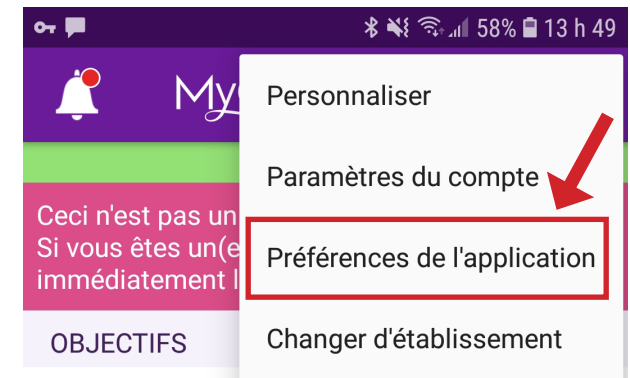 58% 13 h 49
My
Personnaliser
Paramètres du compte
Ceci n'est pas un
Si vous êtes un(e
immédiatement l
Préférences de l'application
OBJECTIFS
Changer d'établissement